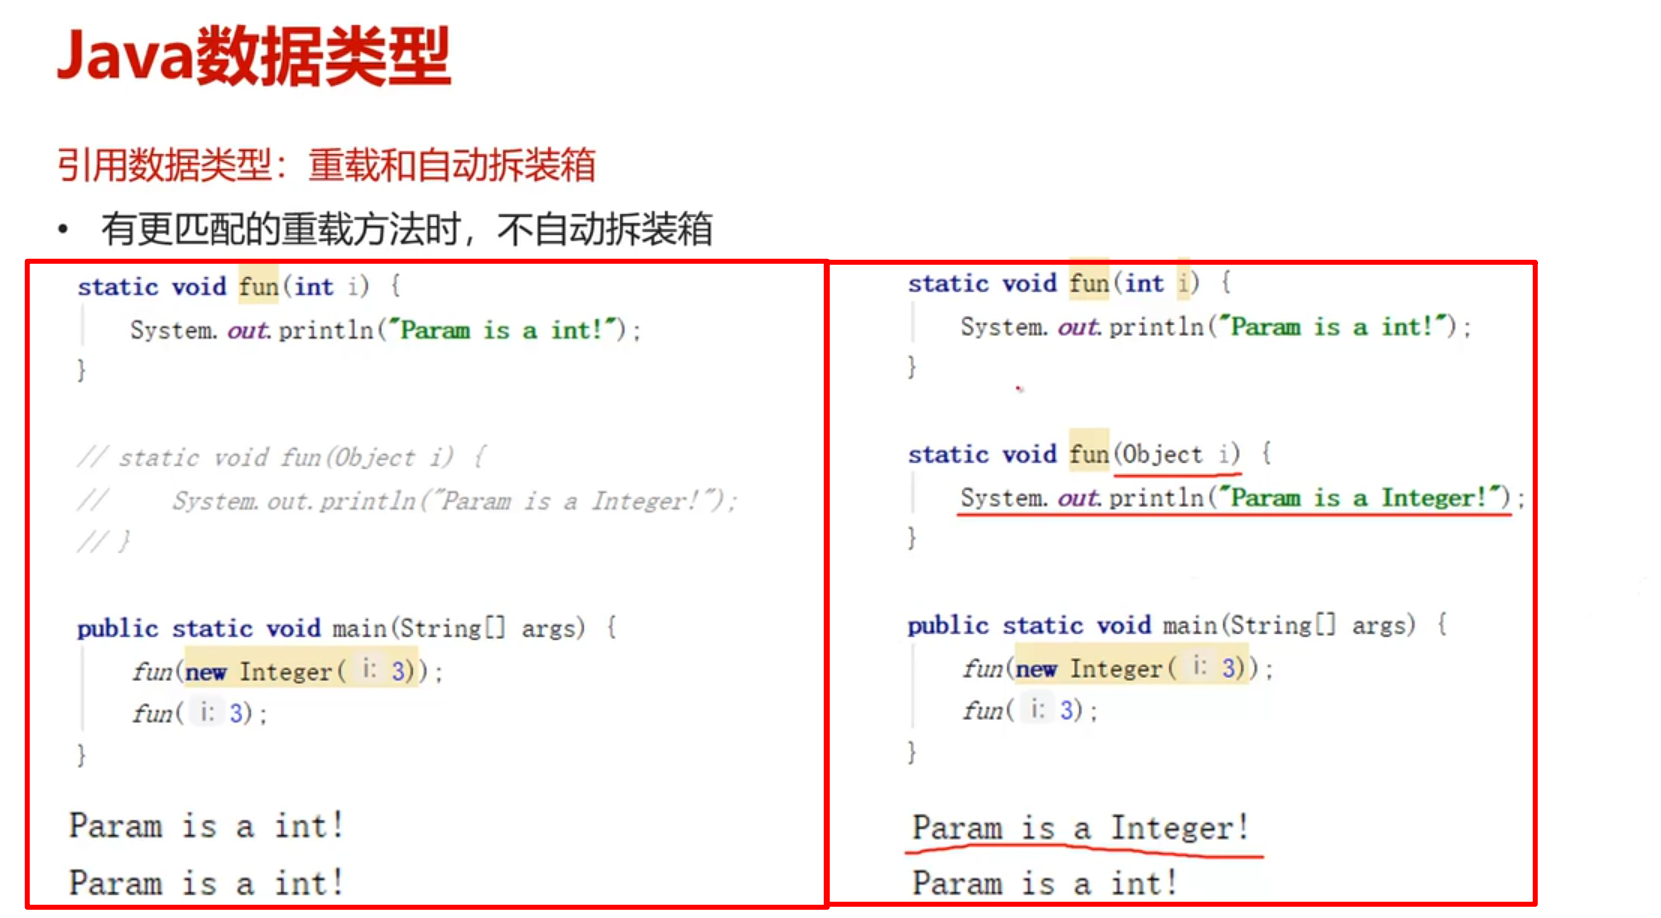 Java数据类型
引用数据类型：重载和自动拆装箱
• 有更匹配的重载方法时，不自动拆装箱
static void fun(int i) {
System.out.println("Param is a int!");
}
// static void fun(Object i) {
// System.out.println("Param is a Integer!");
// }
public static void main(String[] args) {
fun(new Integer( i: 3));
fun( i: 3);
}
Param is a int!
Param is a int!
static void fun(int i) {
System.out.println("Param is a int!");
}
static void fun(Object i) {
System.out.println("Param is a Integer!");
}
public static void main(String[] args) {
fun(new Integer( i: 3));
fun( i: 3);
}
Param is a Integer!
Param is a int!